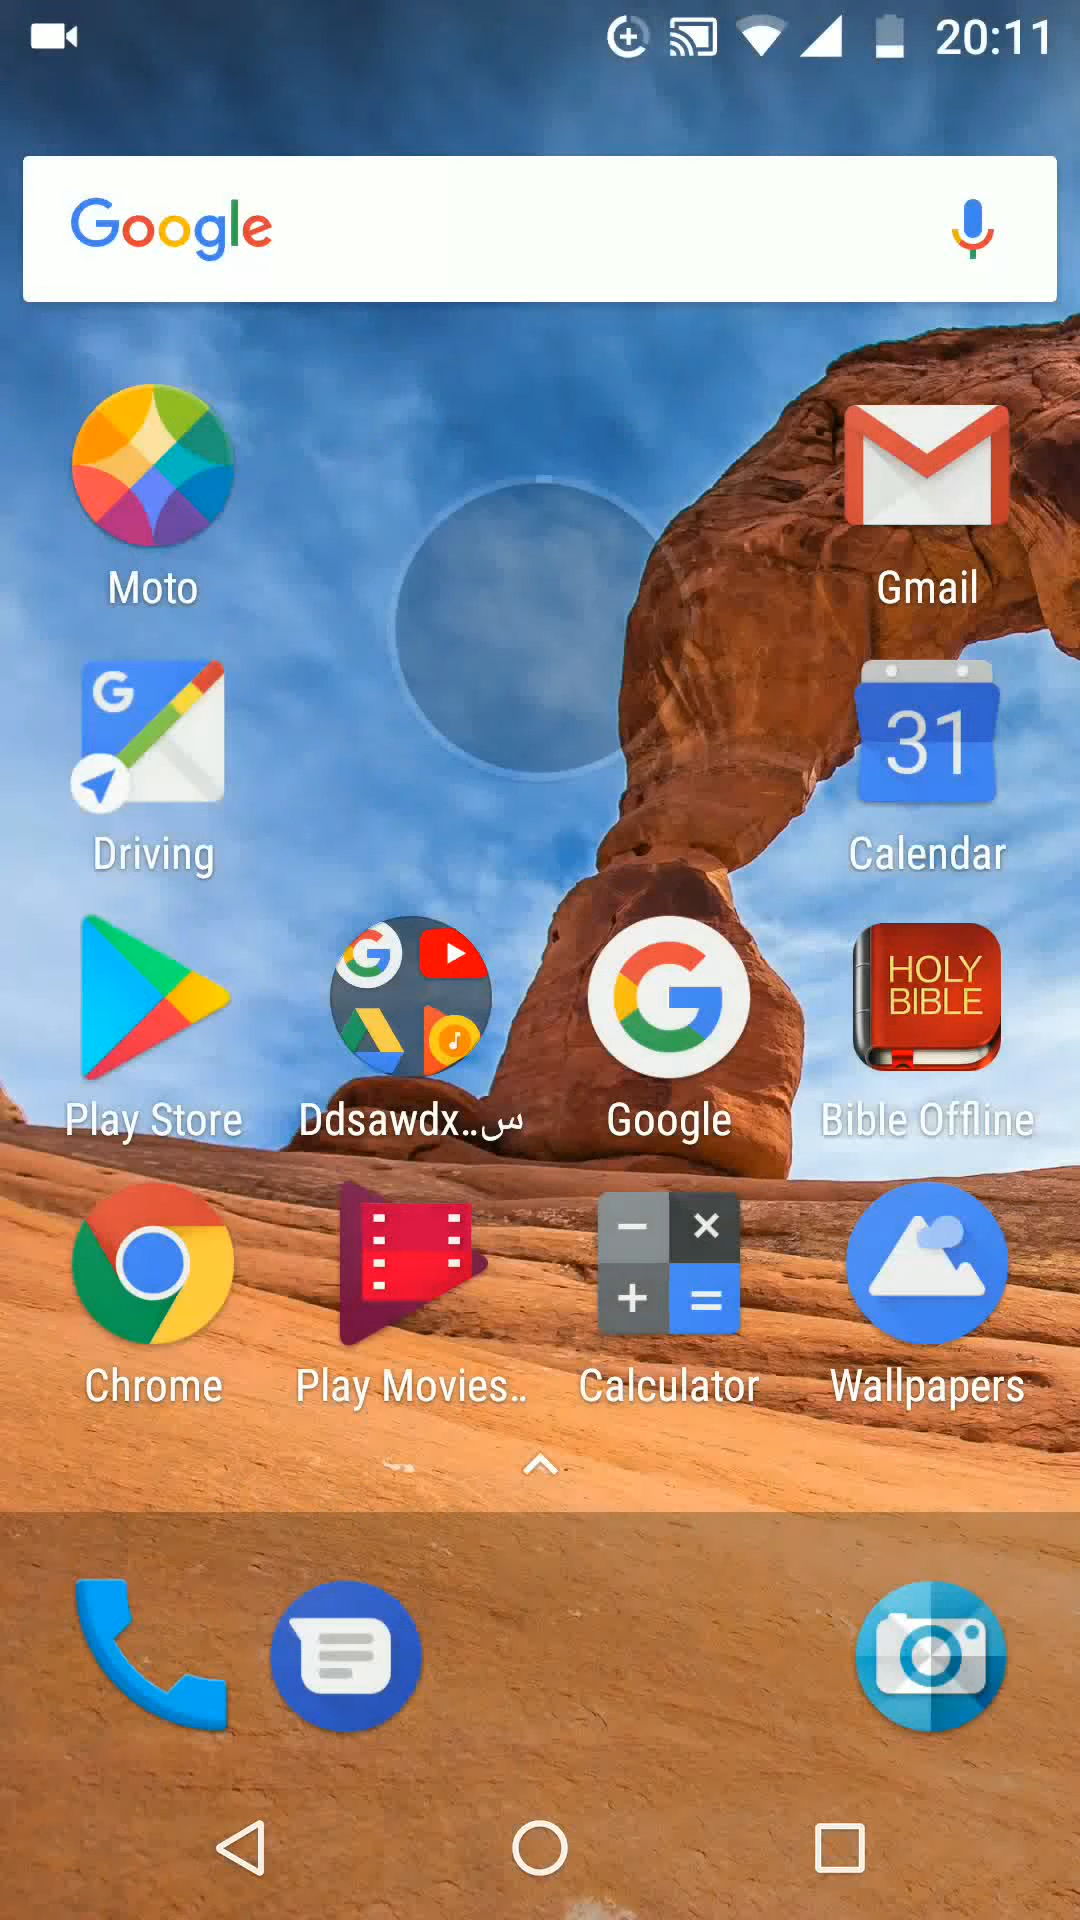 20:11
Google
Moto
Gmail
G
31
Driving
Calendar
HOLY
BIBLE
Play Store
Ddsawdx..س
Google
Bible Offline
Chrome
Play Movies..
Calculator
Wallpapers